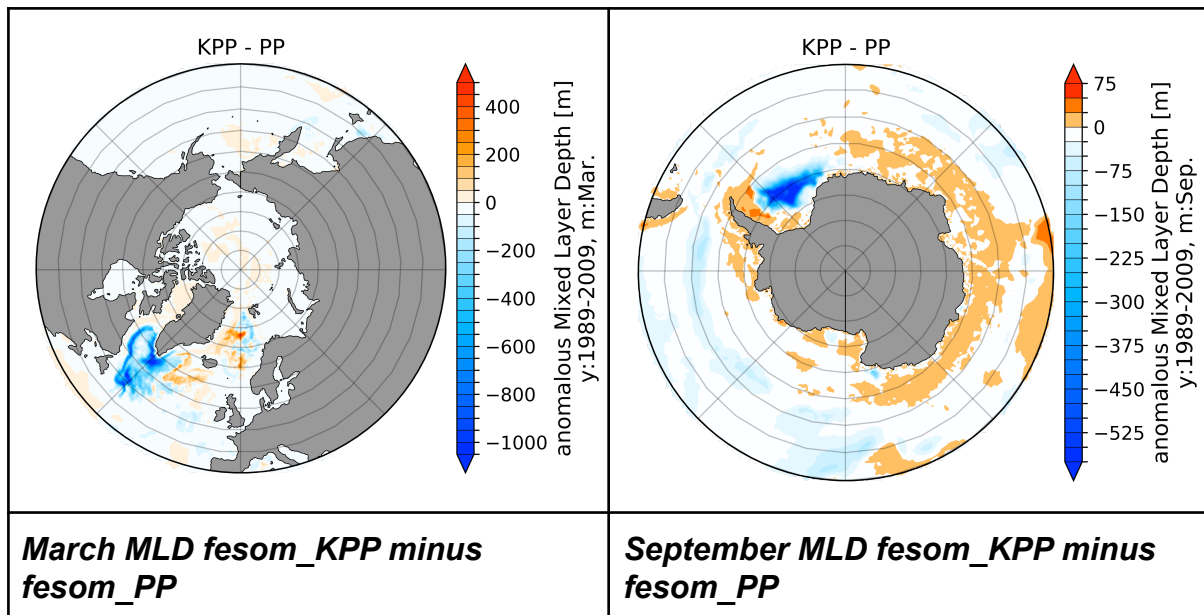 KPP - PP
400
200
0
−200
−400
−600
−800
−1000
anomalous Mixed Layer Depth [m]
y:1989-2009, m:Mar.
KPP - PP
75
0
−75
−150
−225
−300
−375
−450
−525
anomalous Mixed Layer Depth [m]
y:1989-2009, m:Sep.
March MLD fesom_KPP minus
fesom_PP
September MLD fesom_KPP minus
fesom_PP